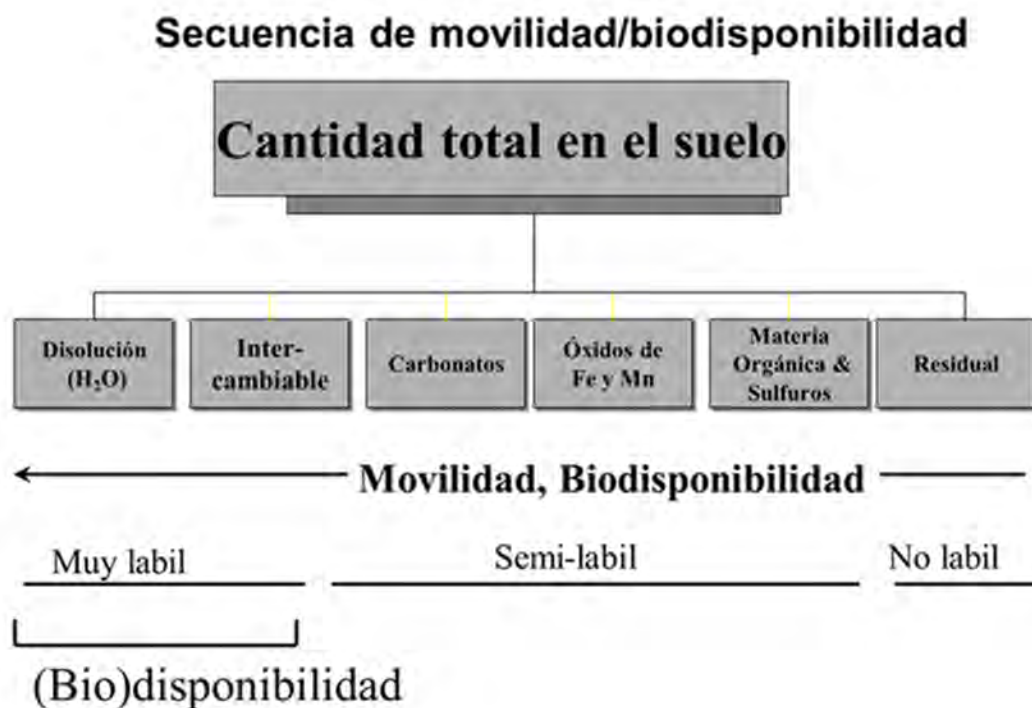 Secuencia de movilidad/biodisponibilidad
Cantidad total en el suelo
Disolución
(H₂O)
Inter-
cambiable
Carbonatos
Óxidos de
Fe y Mn
Materia
Orgánica &
Sulfuros
Residual
Movilidad, Biodisponibilidad
Muy labil
Semi-labil
No labil
(Bio)disponibilidad